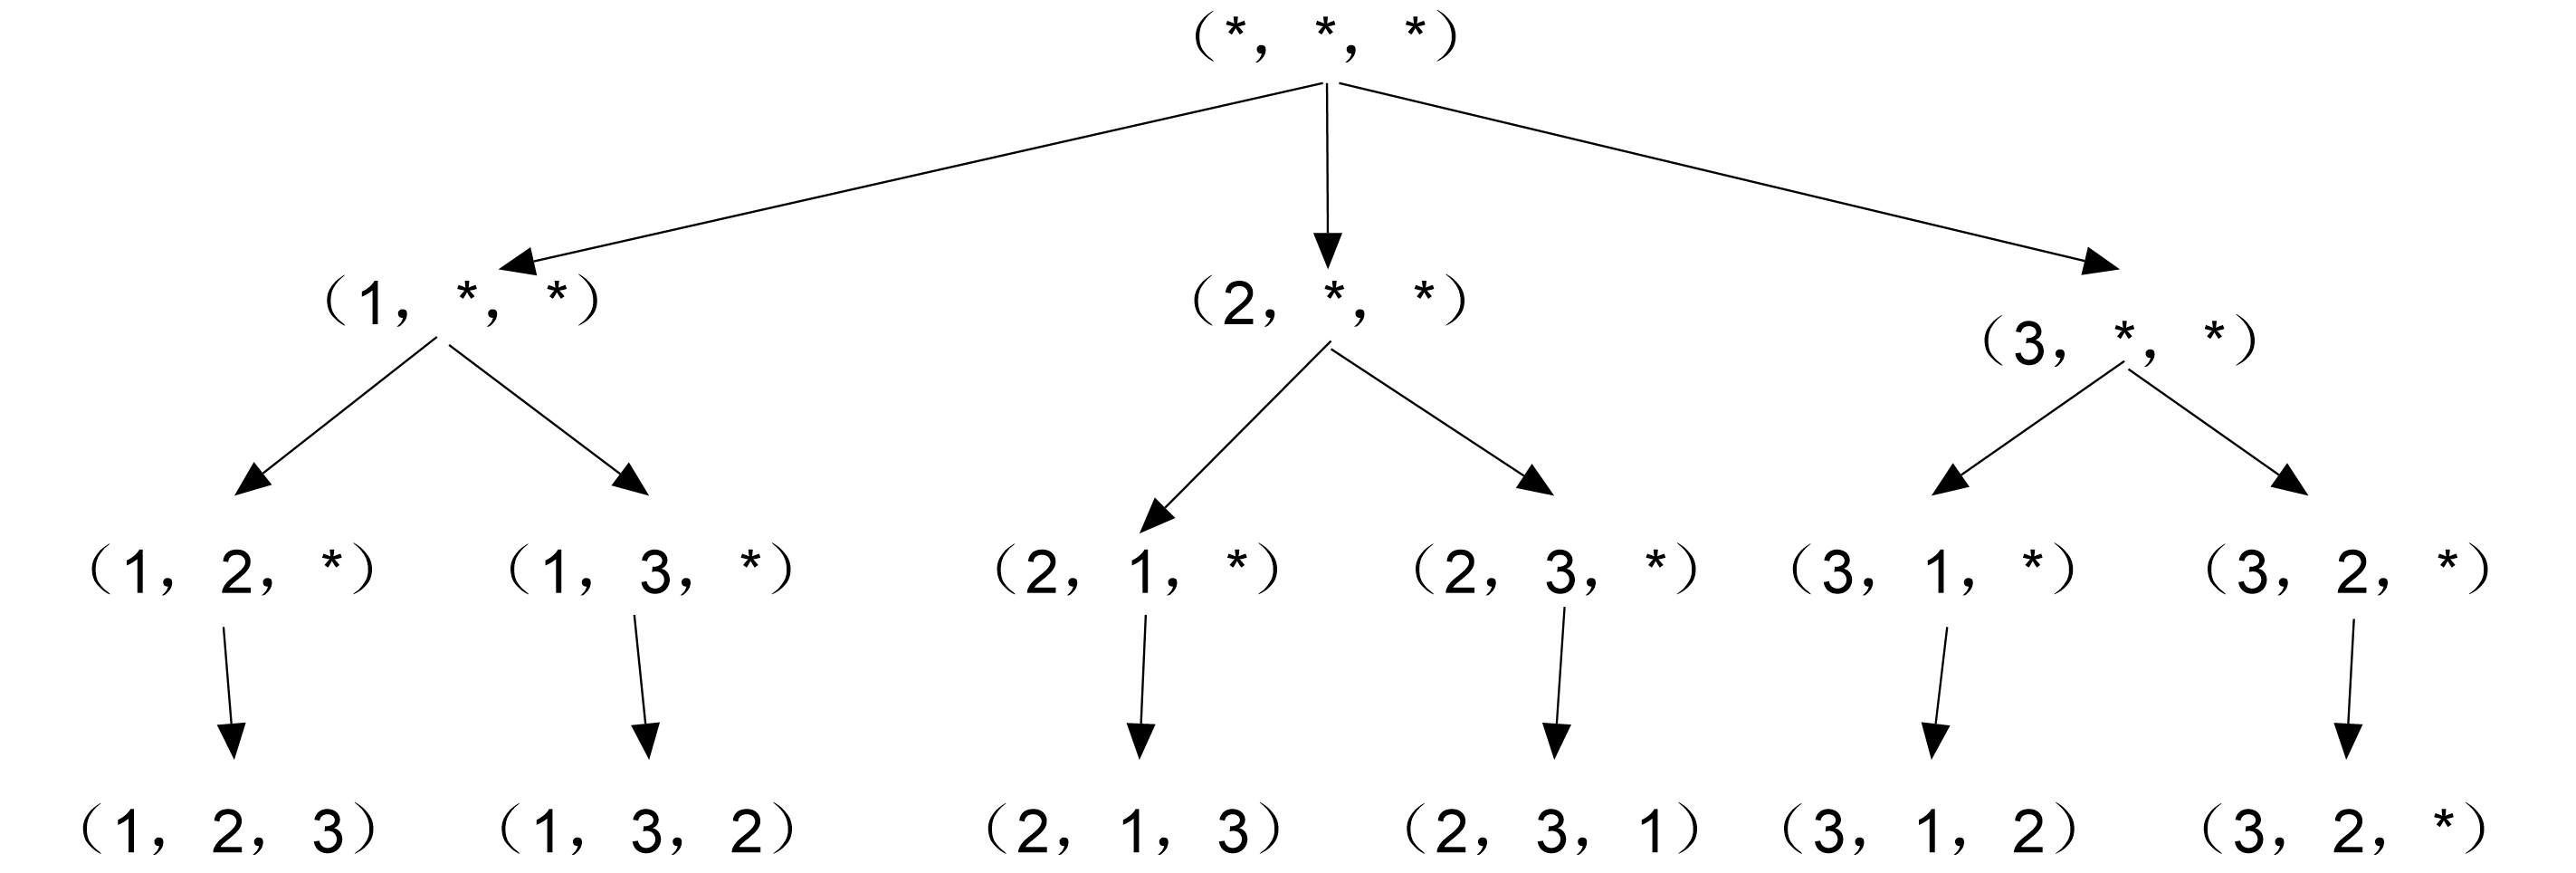 (*, *, *)
(1, *, *) (2, *, *) (3, *, *)
(1, 2, *) (1, 3, *) (2, 1, *) (2, 3, *) (3, 1, *) (3, 2, *)
(1, 2, 3) (1, 3, 2) (2, 1, 3) (2, 3, 1) (3, 1, 2) (3, 2, *)